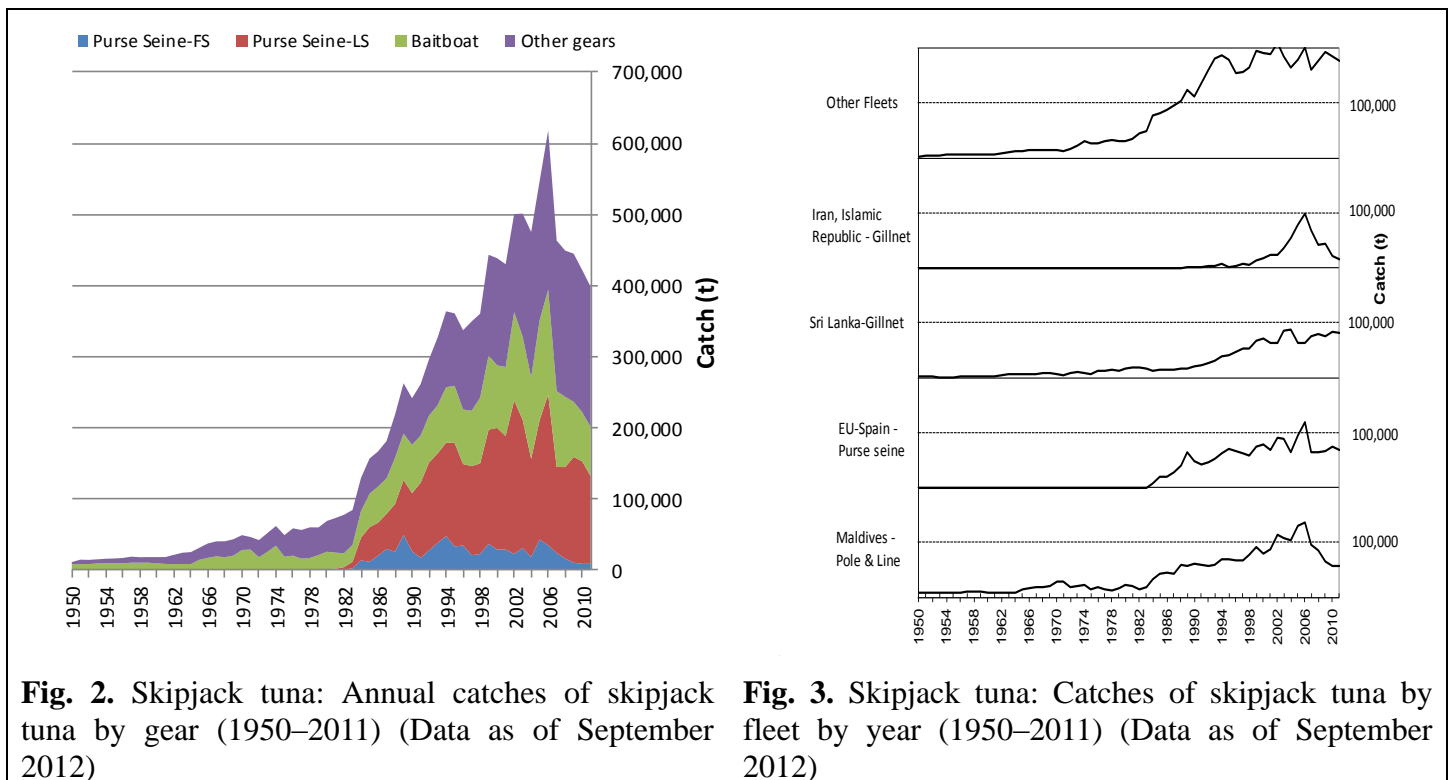 Purse Seine-FS Purse Seine-LS Baitboat Other gears
700,000
600,000
500,000
400,000
300,000
200,000
100,000
0
Catch (t)
1950 1954 1958 1962 1966 1970 1974 1978 1982 1986 1990 1994 1998 2002 2006 2010
Fig. 2. Skipjack tuna: Annual catches of skipjack
tuna by gear (1950–2011) (Data as of September
2012)
Other Fleets
100,000
Iran, Islamic
Republic - Gillnet
100,000
Catch (t)
Sri Lanka-Gillnet
100,000
EU-Spain -
Purse seine
100,000
Maldives -
Pole & Line
100,000
1950 1954 1958 1962 1966 1970 1974 1978 1982 1986 1990 1994 1998 2002 2006 2010
Fig. 3. Skipjack tuna: Catches of skipjack tuna by
fleet by year (1950–2011) (Data as of September
2012)